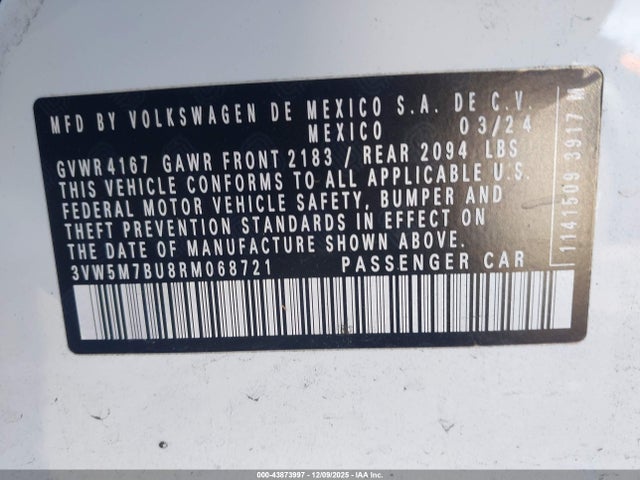 MFD BY VOLKSWAGEN DE MEXICO S.A. DE C.V.
MEXICO 03/24
GVWR 4167 GAWR FRONT 2183 / REAR 2094 LBS
THIS VEHICLE CONFORMS TO ALL APPLICABLE U.S.
FEDERAL MOTOR VEHICLE SAFETY, BUMPER AND
THEFT PREVENTION STANDARDS IN EFFECT ON
THE DATE OF MANUFACTURE SHOWN ABOVE.
3VW5M7BU8RM068721 PASSENGER CAR
1141509 3917 M
000-43873997 - 12/09/2025 - IAA Inc.